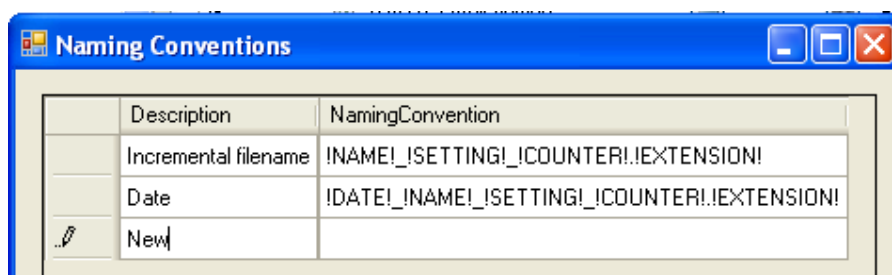 Naming Conventions
Description NamingConvention
Incremental filename !NAME!_!SETTING!_!COUNTER!.!EXTENSION!
Date !DATE!_!NAME!_!SETTING!_!COUNTER!.!EXTENSION!
New